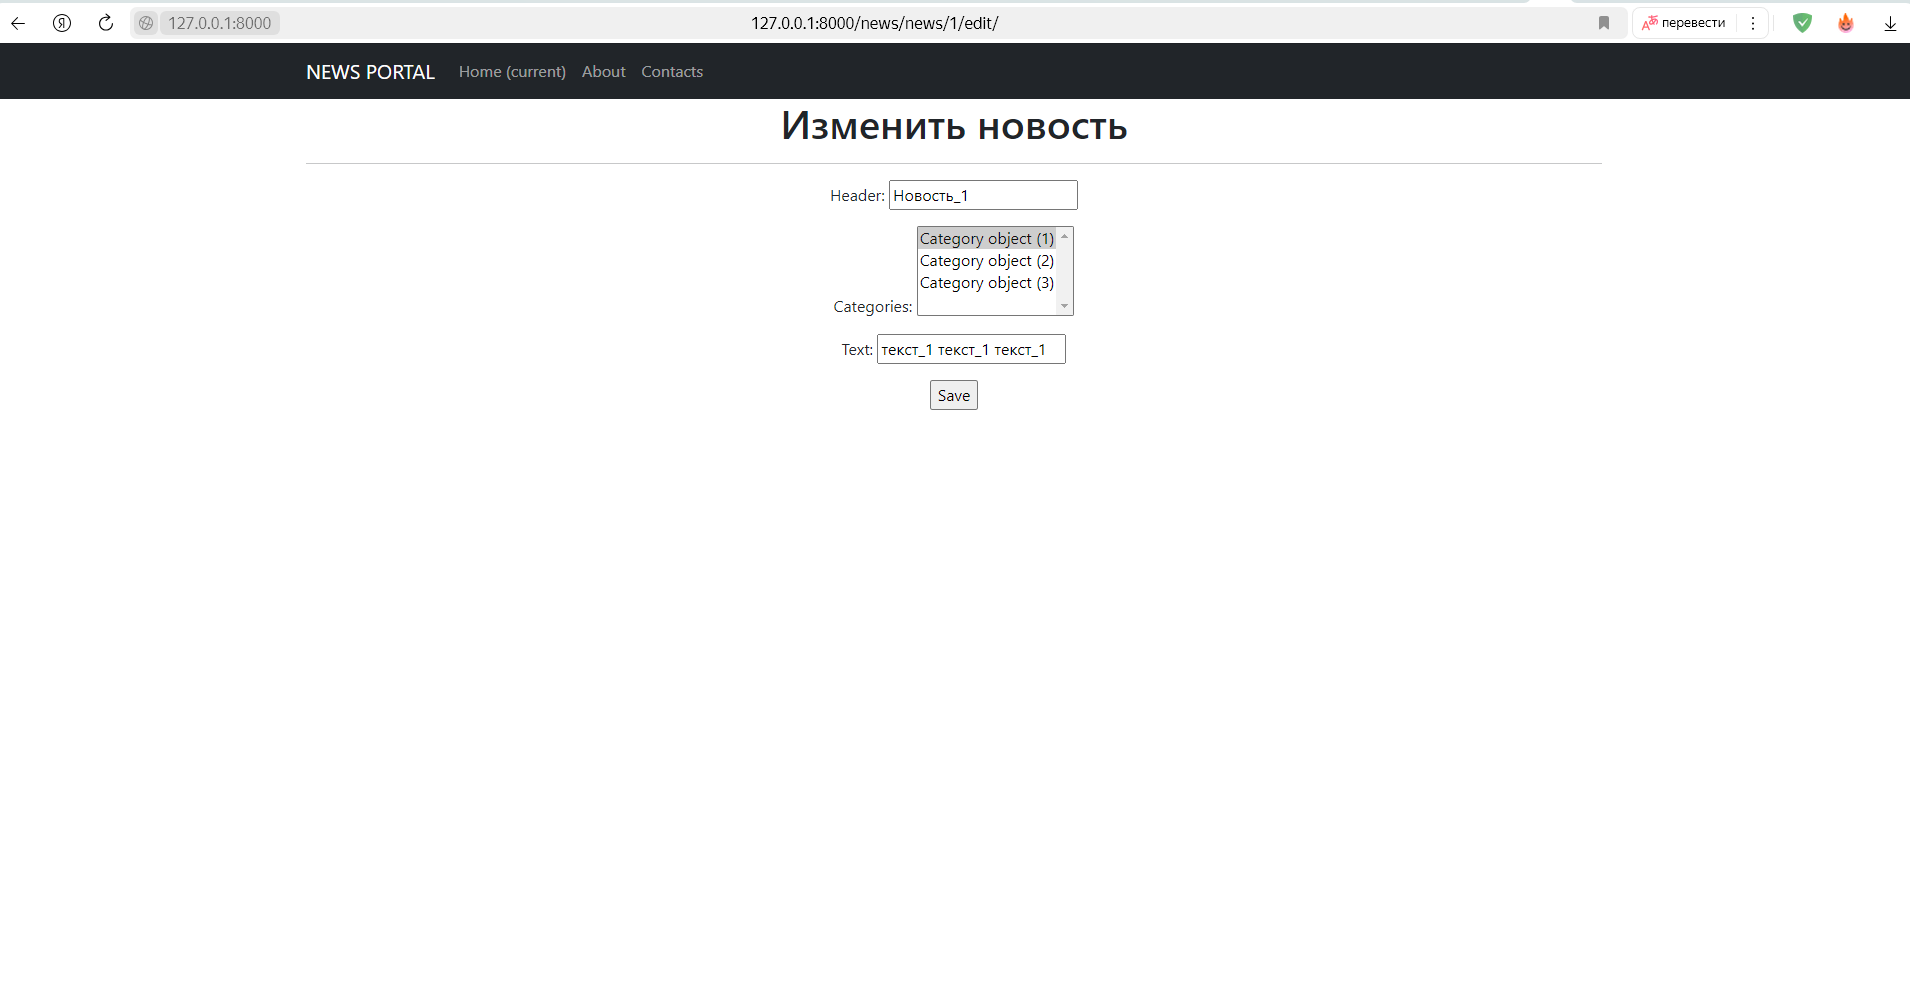 127.0.0.1:8000 127.0.0.1:8000/news/news/1/edit/ перевести
NEWS PORTAL Home (current) About Contacts
Изменить новость
Header: Новость_1
Category object (1)
Category object (2)
Category object (3)
Categories:
Text: текст_1 текст_1 текст_1
Save